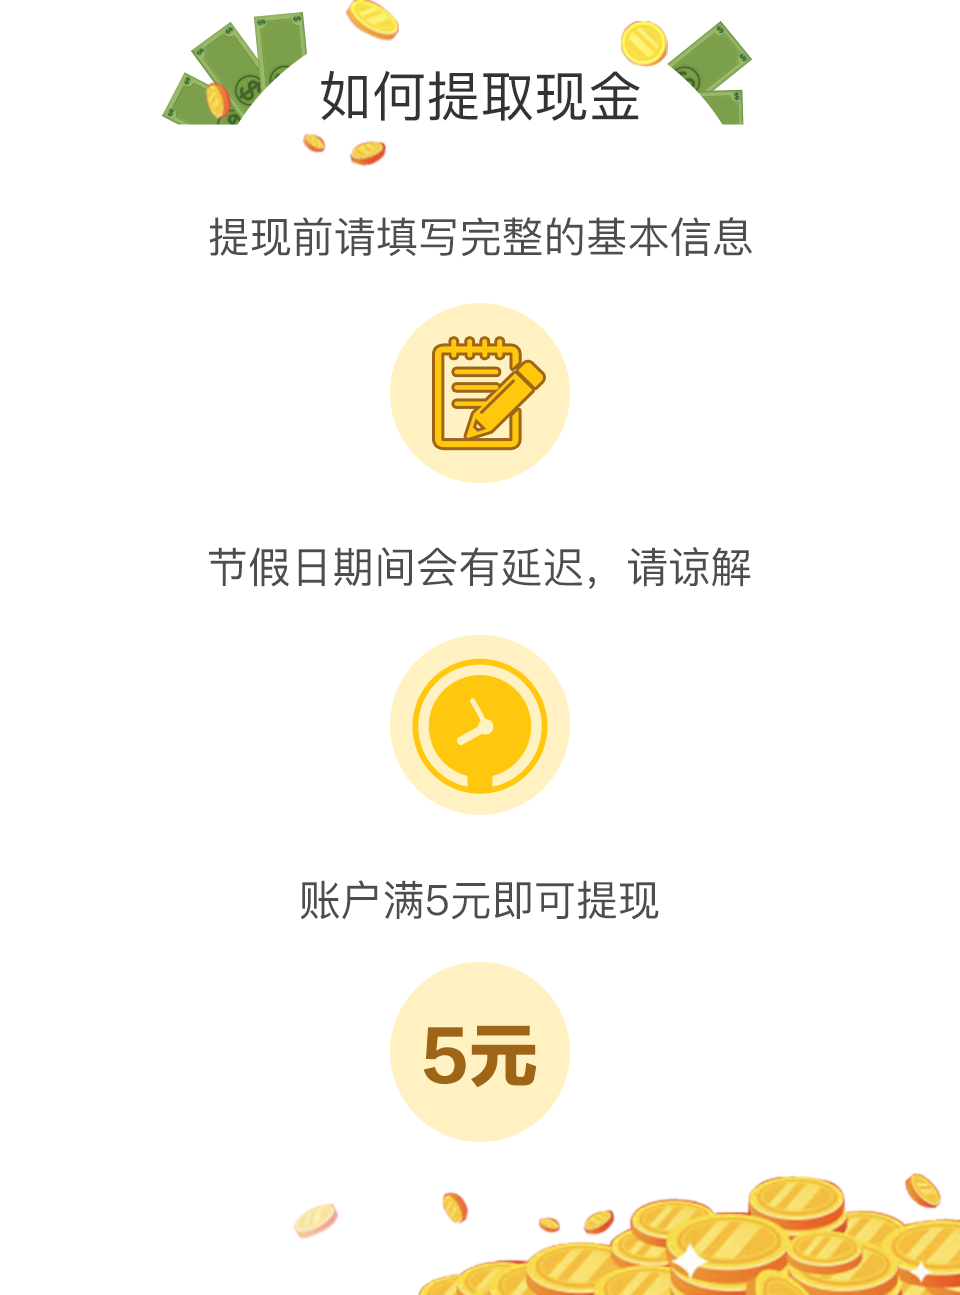 如何提取现金
提现前请填写完整的基本信息
节假日期间会有延迟，请谅解
账户满5元即可提现
5元